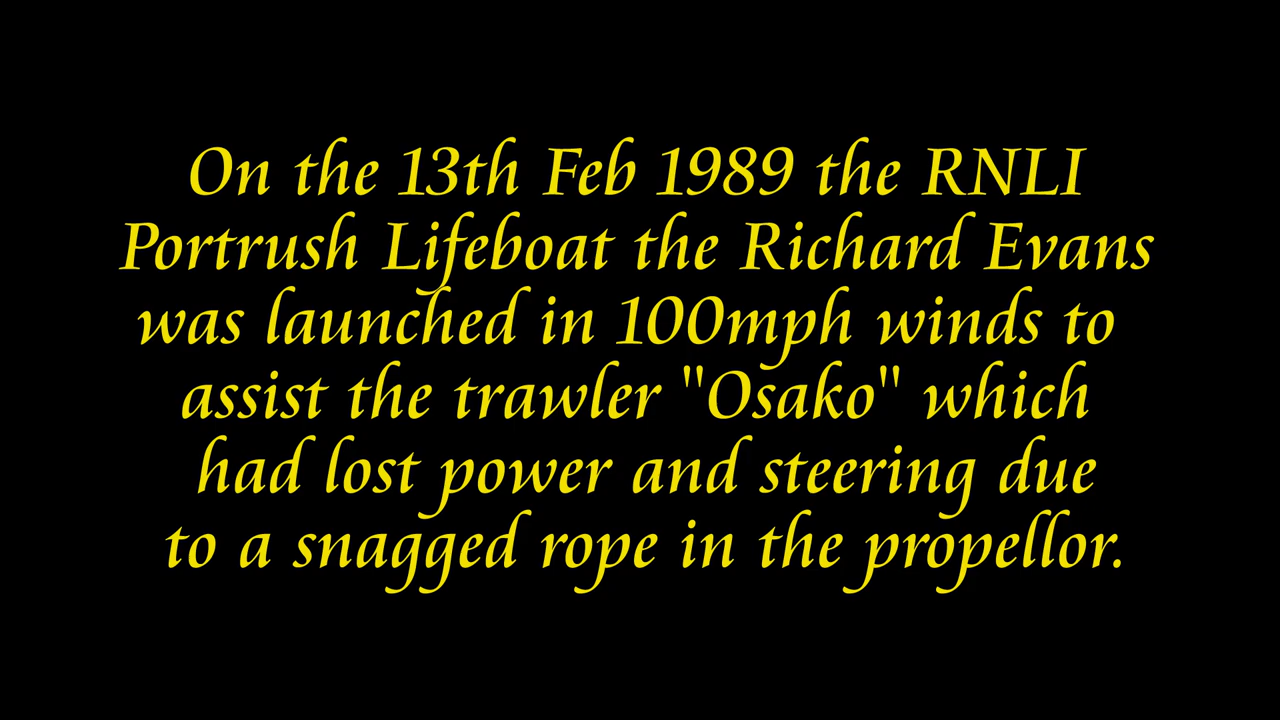 On the 13th Feb 1989 the RNLI
Portrush Lifeboat the Richard Evans
was launched in 100mph winds to
assist the trawler "Osako" which
had lost power and steering due
to a snagged rope in the propellor.